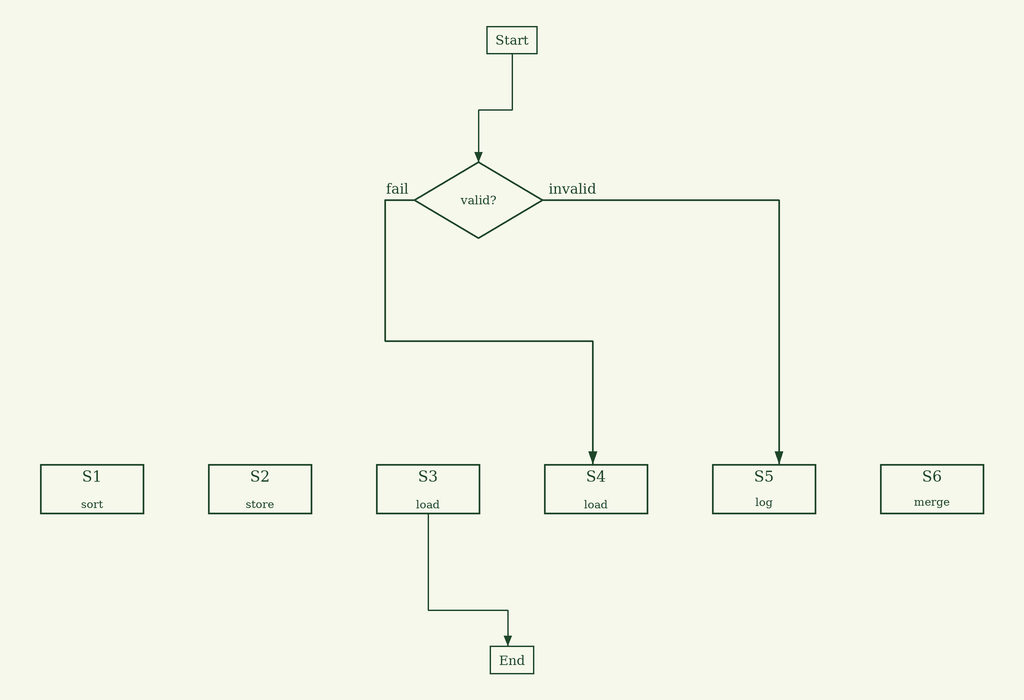 Start
fail
invalid
valid?
S1
sort
S2
store
S3
load
S4
load
S5
log
S6
merge
End